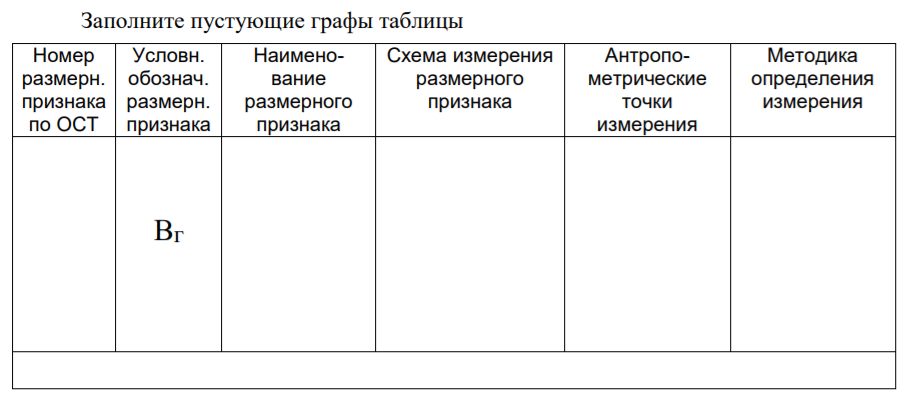 Заполните пустующие графы таблицы
Номер размерн. признака по ОСТ
Условн. обознач. размерн. признака
Наимено- вание размерного признака
Схема измерения размерного признака
Антропо- метрические точки измерения
Методика определения измерения
Вг